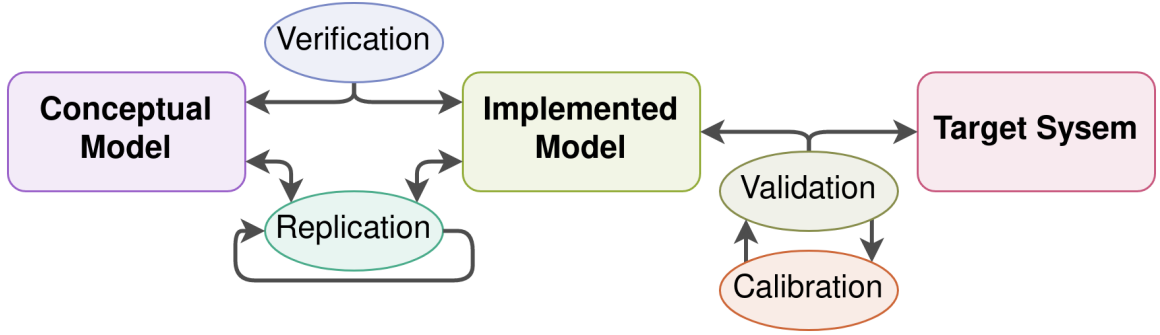 Verification
Conceptual
Model
Implemented
Model
Target Sysem
Replication
Validation
Calibration